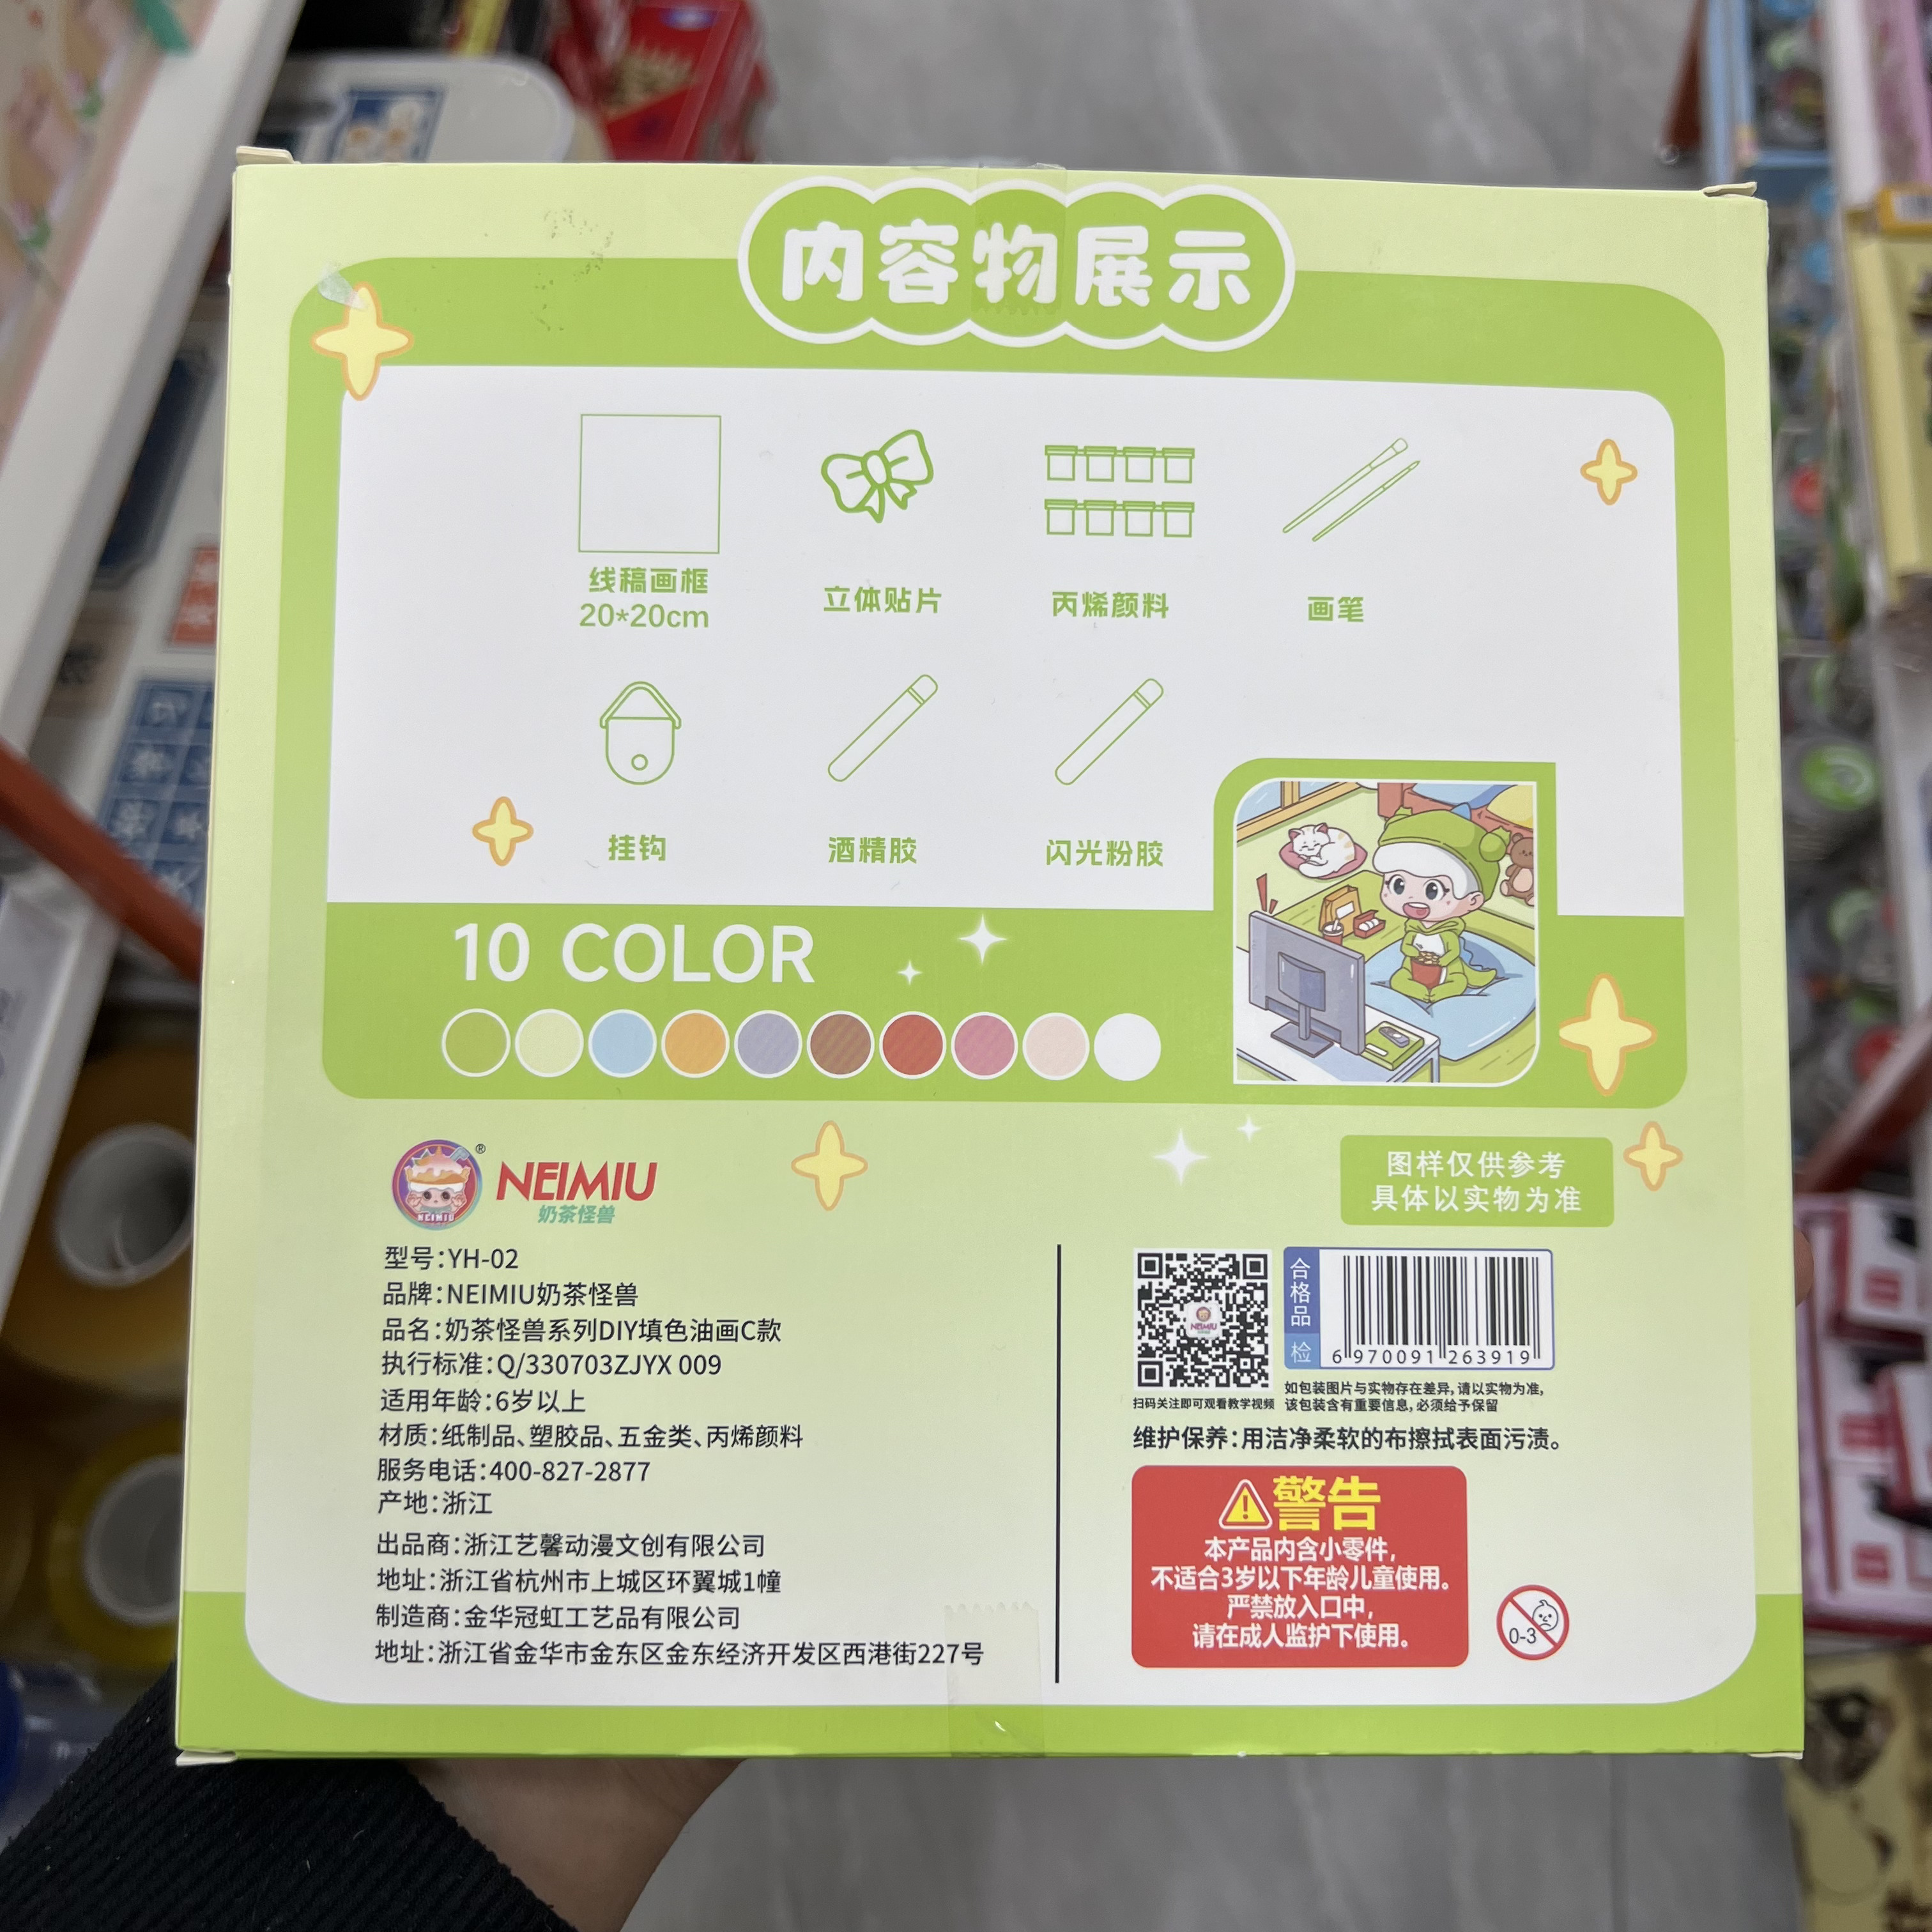 内容物展示
线稿画框
20*20cm
立体贴片
丙烯颜料
画笔
挂钩
酒精胶
闪光粉胶
10 COLOR
NEIMIU
®
NEIMIU
奶茶怪兽
图样仅供参考
具体以实物为准
型号:YH-02
品牌:NEIMIU奶茶怪兽
品名:奶茶怪兽系列DIY填色油画C款
执行标准:Q/330703ZJYX 009
适用年龄:6岁以上
材质:纸制品、塑胶品、五金类、丙烯颜料
服务电话:400-827-2877
产地:浙江
出品商:浙江艺馨动漫文创有限公司
地址:浙江省杭州市上城区环翼城1幢
制造商:金华冠虹工艺品有限公司
地址:浙江省金华市金东区金东经济开发区西港街227号
NEIMIU
扫码关注即可观看教学视频
合格品
检
6 970091 263919
如包装图片与实物存在差异,请以实物为准,
该包装含有重要信息,必须给予保留
维护保养:用洁净柔软的布擦拭表面污渍。
警告
本产品内含小零件,
不适合3岁以下年龄儿童使用。
严禁放入口中,
请在成人监护下使用。
0-3